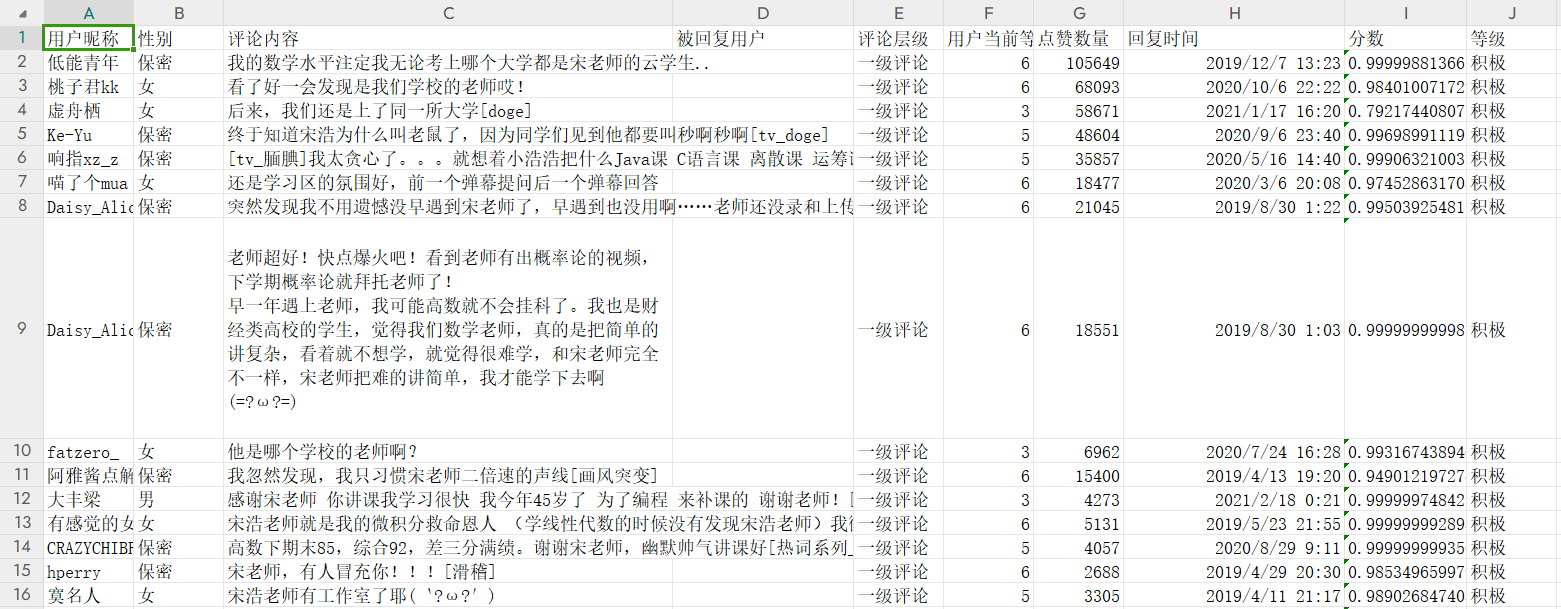 A B C D E F G H I J
1 用户昵称 性别 评论内容 被回复用户 评论层级 用户当前等 点赞数量 回复时间 分数 等级
2 低能青年 保密 我的数学水平注定我无论考上哪个大学都是宋老师的云学生.. 一级评论 6 105649 2019/12/7 13:23 0.99999881366 积极
3 桃子君kk 女 看了好一会发现是我们学校的老师哎! 一级评论 6 68093 2020/10/6 22:22 0.98401007172 积极
4 虚舟栖 女 后来，我们还是上了同一所大学[doge] 一级评论 3 58671 2021/1/17 16:20 0.79217440807 积极
5 Ke-Yu 保密 终于知道宋浩为什么叫老鼠了，因为同学们见到他都要叫秒啊秒啊[tv_doge] 一级评论 5 48604 2020/9/6 23:40 0.99698991119 积极
6 响指xz_z 保密 [tv_腼腆]我太贪心了。。。就想着小浩浩把什么Java课 C语言课 离散课 运筹 一级评论 5 35857 2020/5/16 14:40 0.99906321003 积极
7 喵了个mua 女 还是学习区的氛围好，前一个弹幕提问后一个弹幕回答 一级评论 6 18477 2020/3/6 20:08 0.97452863170 积极
8 Daisy_Alic 保密 突然发现我不用遗憾没早遇到宋老师了，早遇到也没用啊……老师还没录和上传 一级评论 6 21045 2019/8/30 1:22 0.99503925481 积极
老师超好！快点爆火吧！看到老师有出概率论的视频，
下学期概率论就拜托老师了！
早一年遇上老师，我可能高数就不会挂科了。我也是财
9 Daisy_Alic 保密 经类高校的学生，觉得我们数学老师，真的是把简单的 一级评论 6 18551 2019/8/30 1:03 0.99999999998 积极
讲复杂，看着就不想学，就觉得很难学，和宋老师完全
不一样，宋老师把难的讲简单，我才能学下去啊
(=?ω?=)
10 fatzero_ 女 他是哪个学校的老师啊？ 一级评论 3 6962 2020/7/24 16:28 0.99316743894 积极
11 阿雅酱点解 保密 我忽然发现，我只习惯宋老师二倍速的声线[画风突变] 一级评论 6 15400 2019/4/13 19:20 0.94901219727 积极
12 大丰梁 男 感谢宋老师 你讲课我学习很快 我今年45岁了 为了编程 来补课的 谢谢老师！[ 一级评论 3 4273 2021/2/18 0:21 0.99999974842 积极
13 有感觉的女 女 宋浩老师就是我的微积分救命恩人 （学线性代数的时候没有发现宋浩老师）我 一级评论 6 5131 2019/5/23 21:55 0.99999999289 积极
14 CRAZYCHIBE 保密 高数下期末85，综合92，差三分满绩。谢谢宋老师，幽默帅气讲课好[热词系列_ 一级评论 5 4057 2020/8/29 9:11 0.99999999935 积极
15 hperry 保密 宋老师，有人冒充你！！！[滑稽] 一级评论 6 2688 2019/4/29 20:30 0.98534965997 积极
16 寞名人 女 宋浩老师有工作室了耶(‵?ω?′) 一级评论 5 3305 2019/4/11 21:17 0.98902684740 积极